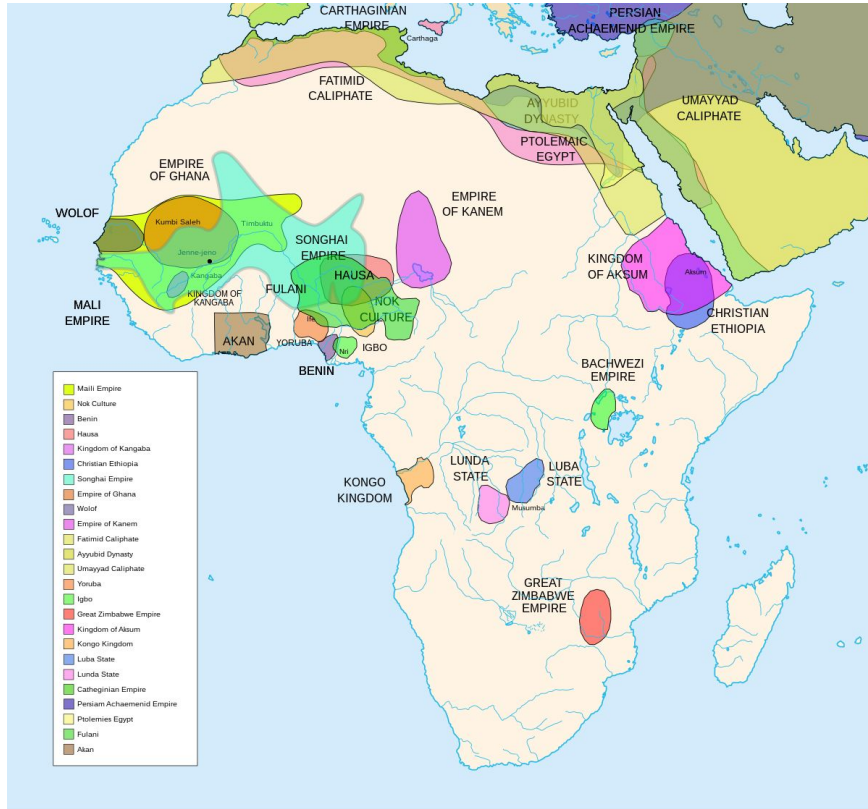 CARTHAGINIAN
EMPIRE
Carthaga
PERSIAN
ACHAEMENID EMPIRE
FATIMID
CALIPHATE
AYYUBID
DYNASTY
UMAYYAD
CALIPHATE
PTOLEMAIC
EGYPT
EMPIRE
OF GHANA
WOLOF
Kumbi Saleh
Timbuktu
EMPIRE
OF KANEM
SONGHAI
EMPIRE
Jenne-jeno
Kangaba
KINGDOM OF
KANGABA
HAUSA
FULANI
NOK
CULTURE
KINGDOM
OF AKSUM
Aksum
CHRISTIAN
ETHIOPIA
MALI
EMPIRE
AKAN
Ife
YORUBA
Nri
IGBO
BENIN
BACHWEZI
EMPIRE
LUNDA
STATE
LUBA
STATE
Musumba
KONGO
KINGDOM
GREAT
ZIMBABWE
EMPIRE
Maili Empire
Nok Culture
Benin
Hausa
Kingdom of Kangaba
Christian Ethiopia
Songhai Empire
Empire of Ghana
Wolof
Empire of Kanem
Fatimid Caliphate
Ayyubid Dynasty
Umayyad Caliphate
Yoruba
Igbo
Great Zimbabwe Empire
Kingdom of Aksum
Kongo Kingdom
Luba State
Lunda State
Catheginian Empire
Persiam Achaemenid Empire
Ptolemies Egypt
Fulani
Akan